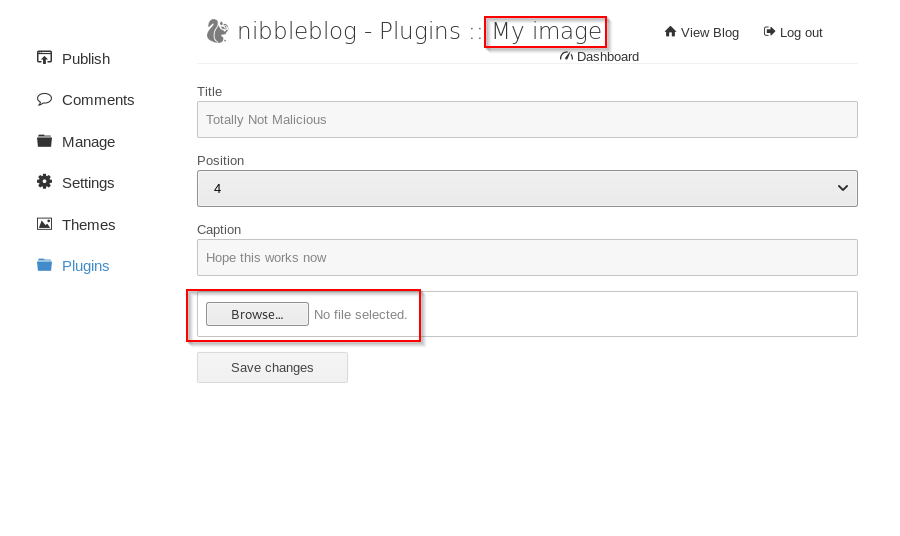 nibbleblog - Plugins :: My image
View Blog
Log out
Dashboard
Publish
Comments
Manage
Settings
Themes
Plugins
Title
Totally Not Malicious
Position
4
Caption
Hope this works now
Browse... No file selected.
Save changes